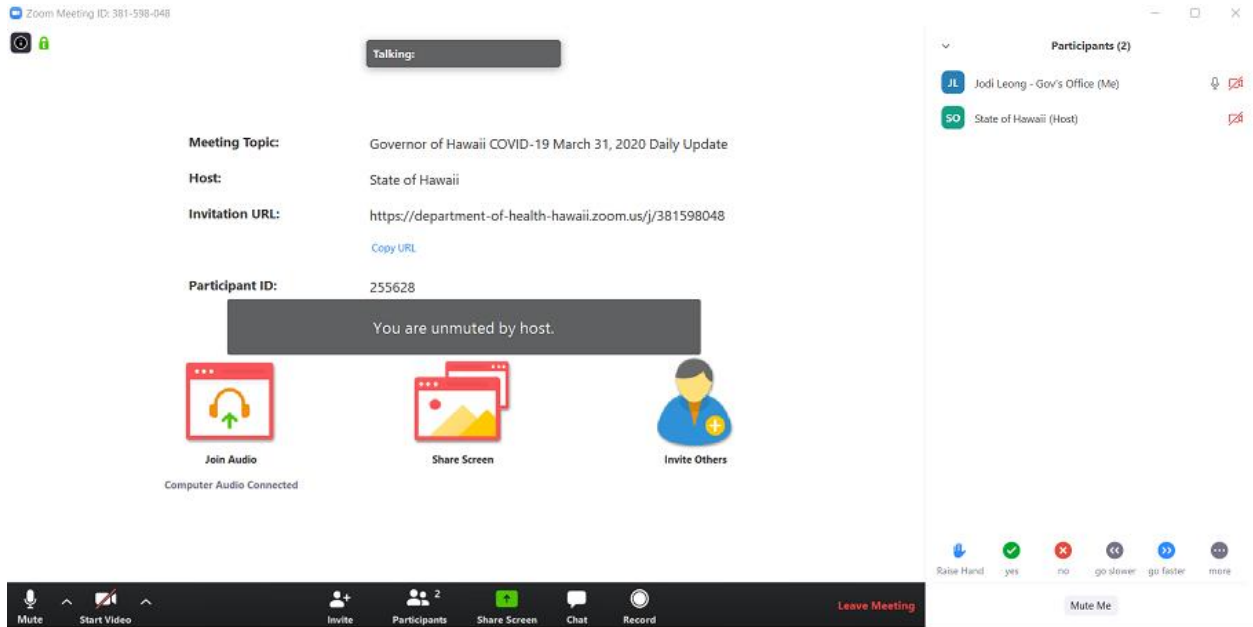 Zoom Meeting ID: 381-598-048
Talking:
Meeting Topic: Governor of Hawaii COVID-19 March 31, 2020 Daily Update
Host: State of Hawaii
Invitation URL: https://department-of-health-hawaii.zoom.us/j/381598048
Copy URL
Participant ID: 255628
You are unmuted by host.
Join Audio Share Screen Invite Others
Computer Audio Connected
Mute Start Video Invite Participants 2 Share Screen Chat Record Leave Meeting
Participants (2)
JL Jodi Leong - Gov's Office (Me)
SO State of Hawaii (Host)
Raise Hand yes no go slower go faster more
Mute Me